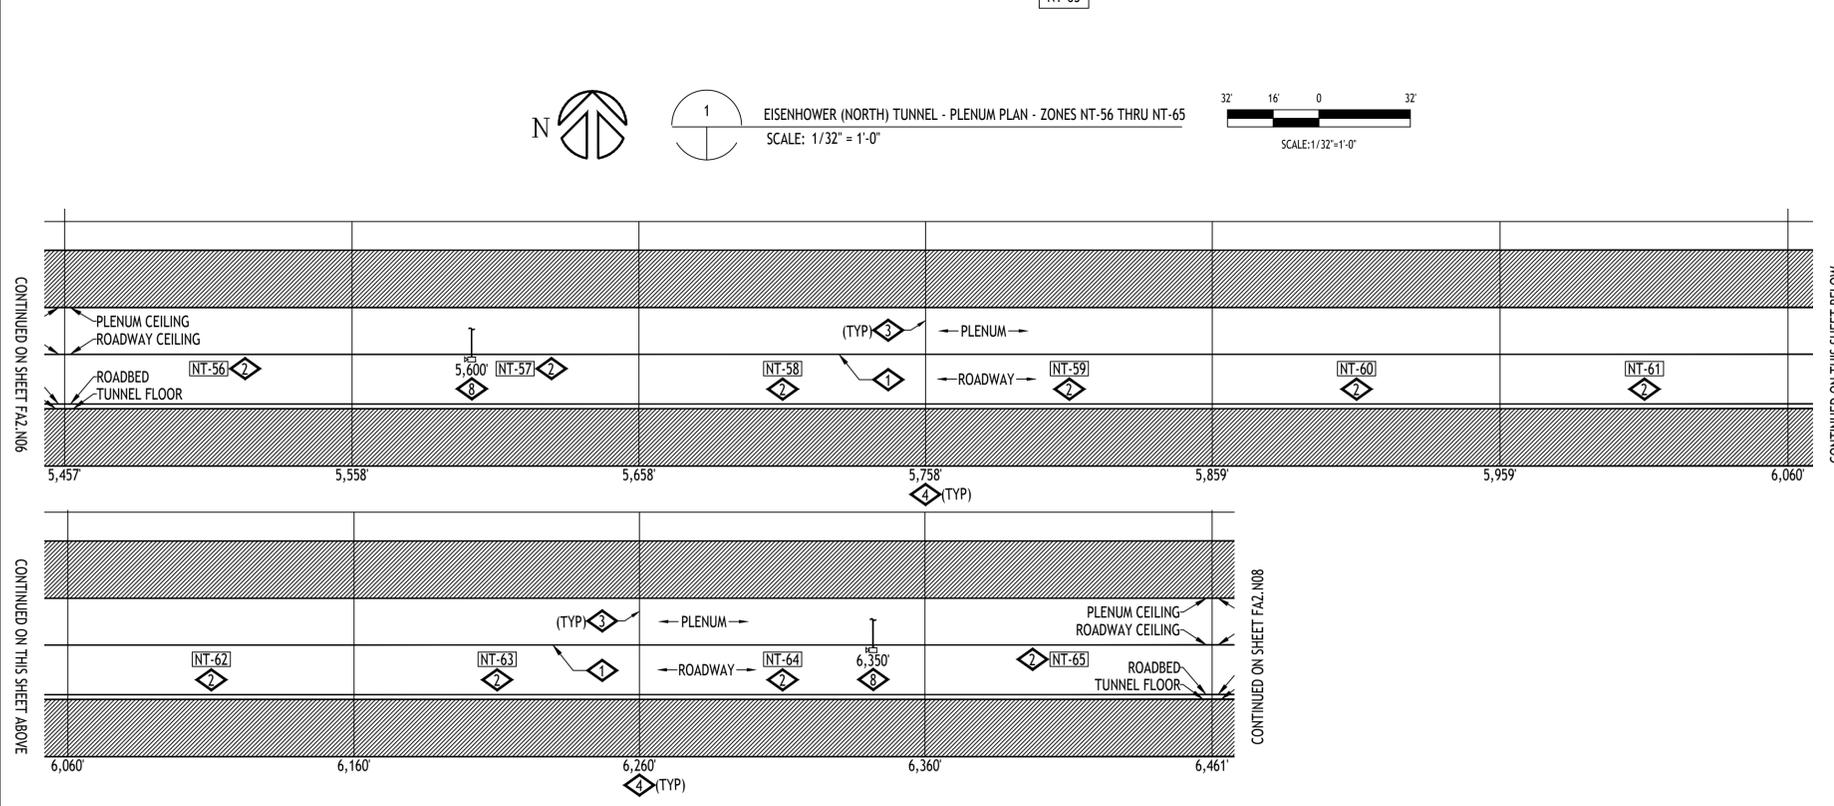 N
1
EISENHOWER (NORTH) TUNNEL - PLENUM PLAN - ZONES NT-56 THRU NT-65
SCALE: 1/32" = 1'-0"
32' 16' 0 32'
SCALE:1/32"=1'-0"
CONTINUED ON SHEET FA2.N06
PLENUM CEILING
ROADWAY CEILING
ROADBED
TUNNEL FLOOR
NT-56 2
5,600'
8
NT-57 2
NT-58
2
(TYP) 3
PLENUM
1
ROADWAY
NT-59
2
NT-60
2
NT-61
2
CONTINUED ON THIS SHEET BELOW
5,457' 5,558' 5,658' 5,758' 5,859' 5,959' 6,060'
4 (TYP)
CONTINUED ON THIS SHEET ABOVE
NT-62
2
NT-63
2
(TYP) 3
PLENUM
1
ROADWAY
NT-64
2
6,350'
8
2 NT-65
PLENUM CEILING
ROADWAY CEILING
ROADBED
TUNNEL FLOOR
CONTINUED ON SHEET FA2.N08
6,060' 6,160' 6,260' 6,360' 6,461'
4 (TYP)